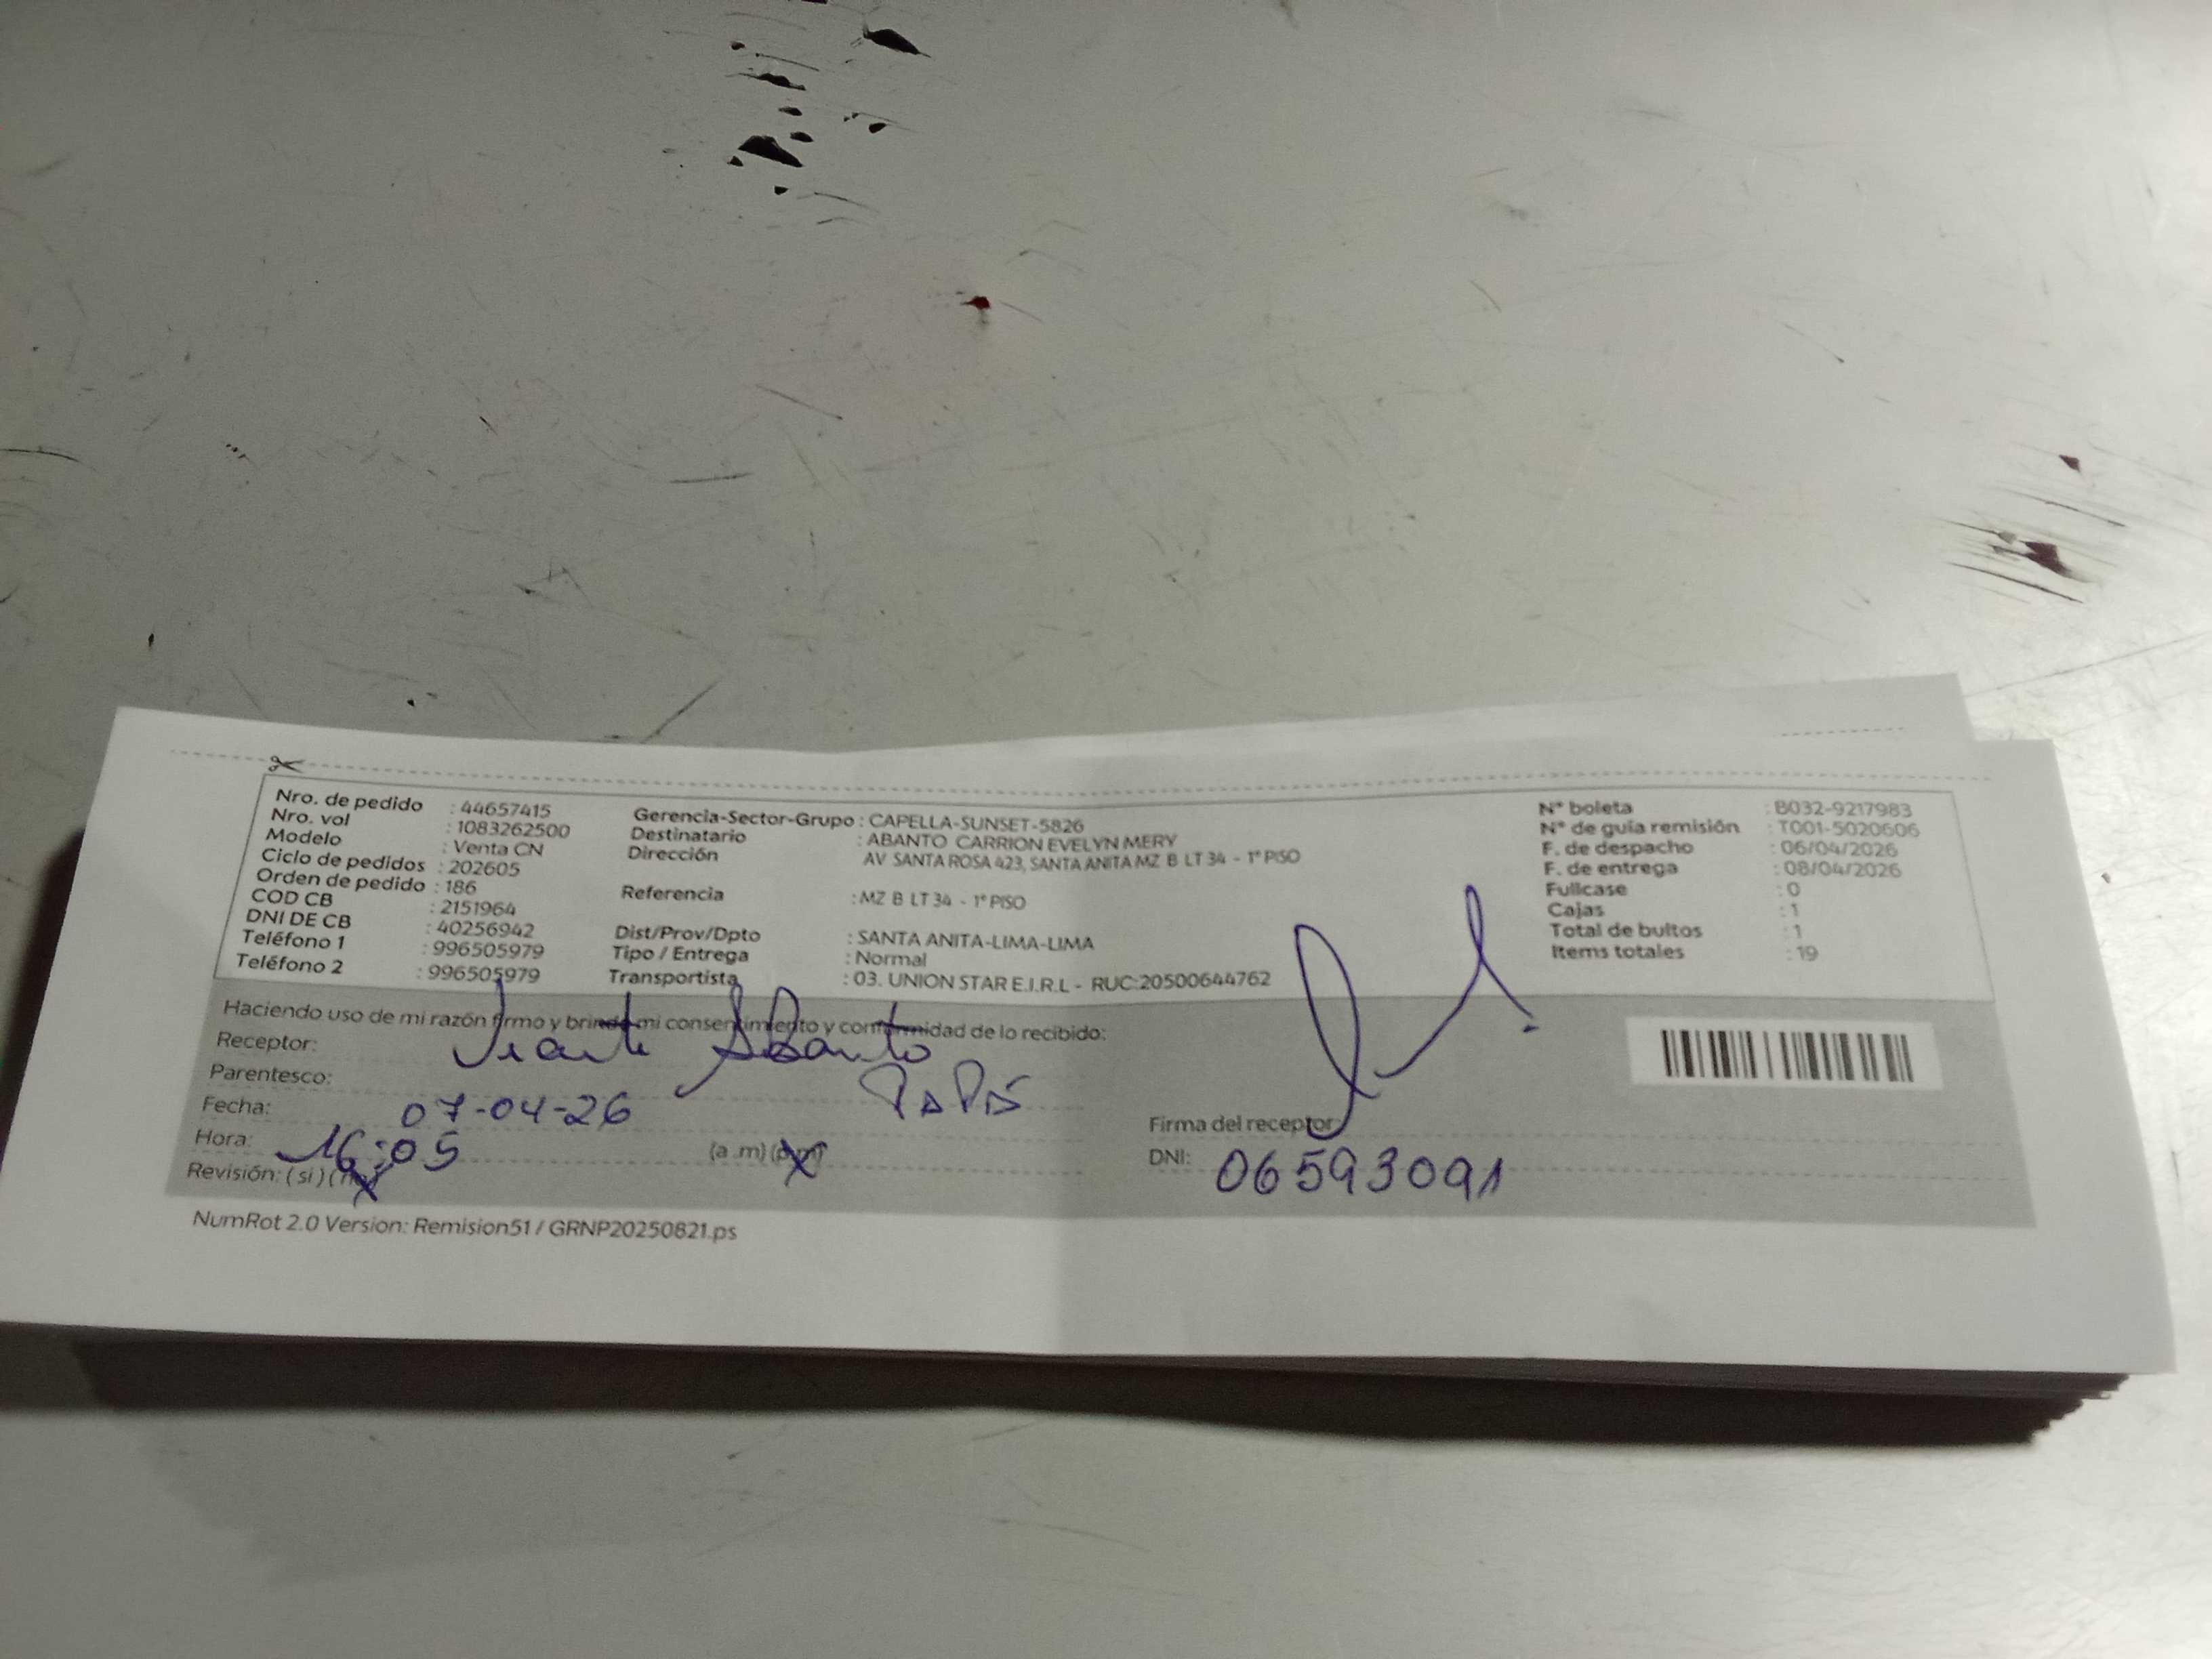 Nro. de pedido : 44657415
Nro. vol : 1083262500
Modelo : Venta CN
Ciclo de pedidos : 202605
Orden de pedido : 186
COD CB : 2151964
DNI DE CB : 40256942
Teléfono 1 : 996505979
Teléfono 2 : 996505979
Gerencia-Sector-Grupo : CAPELLA-SUNSET-5826
Destinatario : ABANTO CARRION EVELYN MERY
Dirección AV SANTA ROSA 423, SANTA ANITA MZ B LT 34 - 1° PISO
Referencia : MZ B LT 34 - 1° PISO
Dist/Prov/Dpto : SANTA ANITA-LIMA-LIMA
Tipo / Entrega : Normal
Transportista : 03. UNION STAR E.I.R.L - RUC:20500644762
N° boleta : B032-9217983
N° de guia remisión : T001-5020606
F. de despacho : 06/04/2026
F. de entrega : 08/04/2026
Fullcase : 0
Cajas : 1
Total de bultos : 1
Items totales : 19
Haciendo uso de mi razón firmo y brindo mi consentimiento y conformidad de lo recibido:
Receptor: Abanto
Parentesco: PAPÁ
Fecha: 07-04-26
Hora: 16:05 (a .m) (p.m)
Revisión: ( si ) ( no )
Firma del receptor:
DNI: 06593091
NumRot 2.0 Version: Remision51 / GRNP20250821.ps